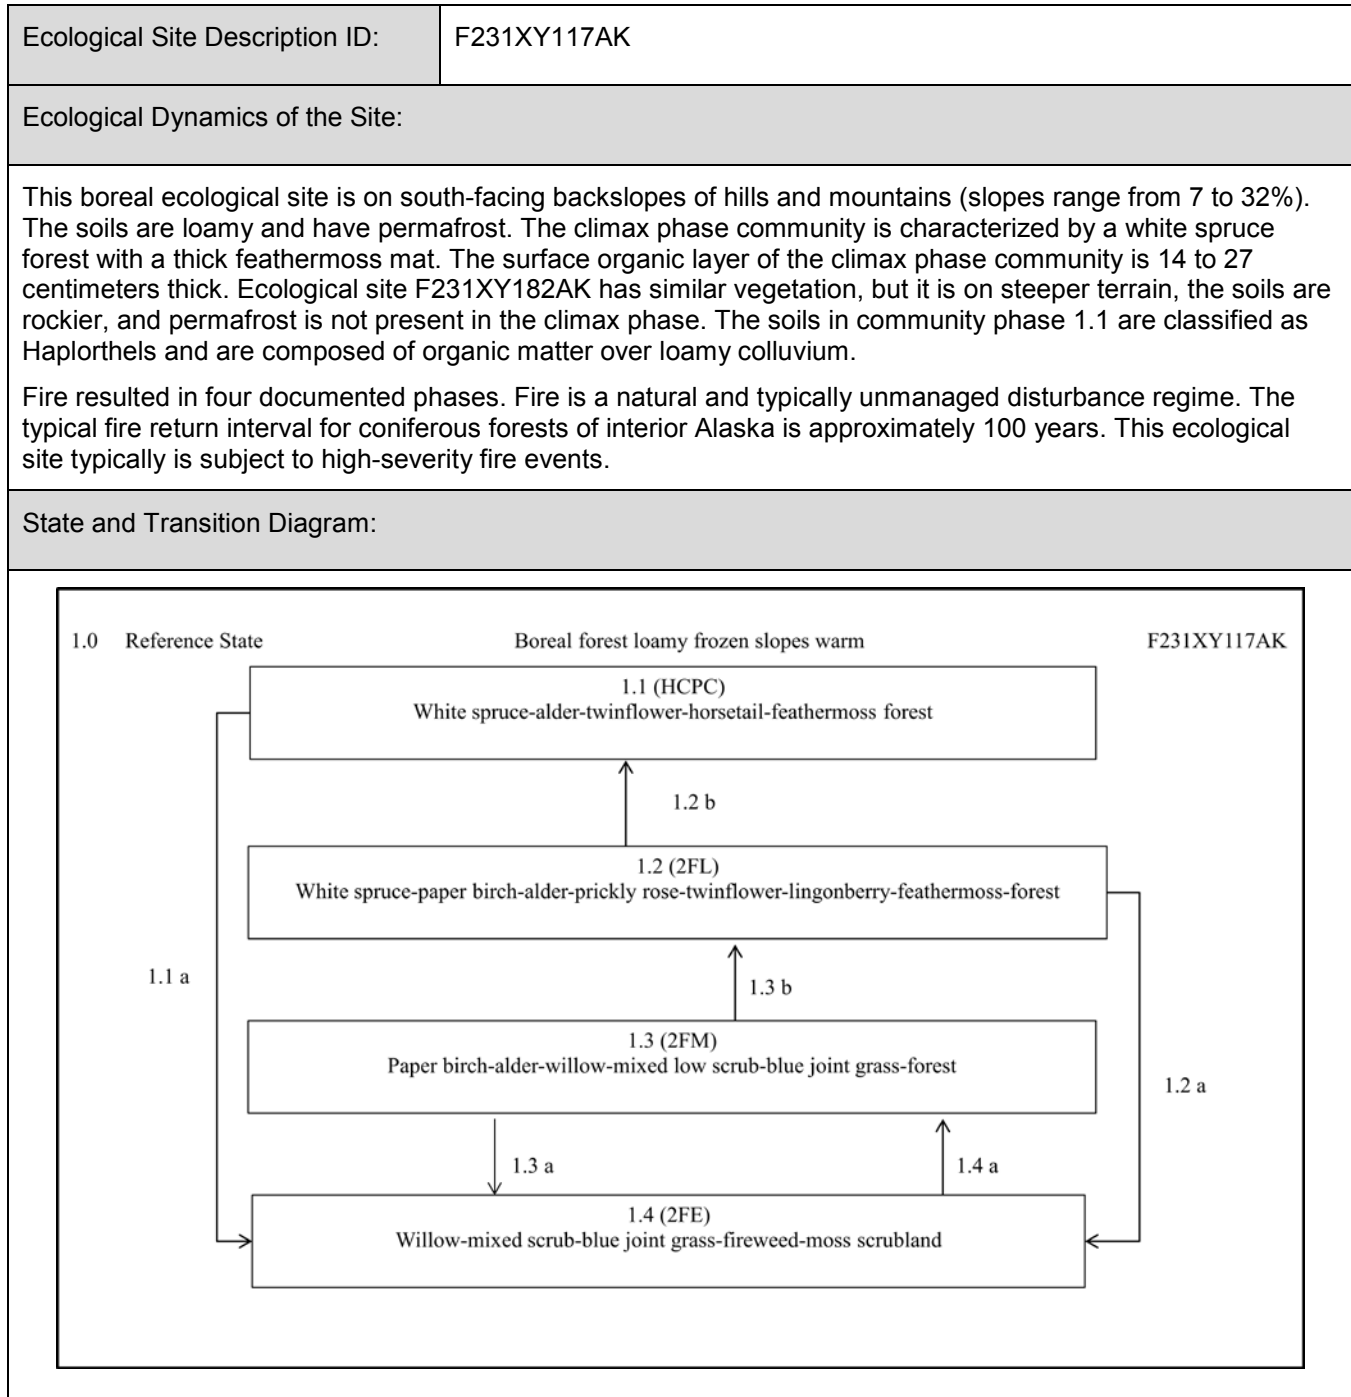 Ecological Site Description ID:
F231XY117AK
Ecological Dynamics of the Site:
This boreal ecological site is on south-facing backslopes of hills and mountains (slopes range from 7 to 32%).
The soils are loamy and have permafrost. The climax phase community is characterized by a white spruce
forest with a thick feathermoss mat. The surface organic layer of the climax phase community is 14 to 27
centimeters thick. Ecological site F231XY182AK has similar vegetation, but it is on steeper terrain, the soils are
rockier, and permafrost is not present in the climax phase. The soils in community phase 1.1 are classified as
Haplorthels and are composed of organic matter over loamy colluvium.
Fire resulted in four documented phases. Fire is a natural and typically unmanaged disturbance regime. The
typical fire return interval for coniferous forests of interior Alaska is approximately 100 years. This ecological
site typically is subject to high-severity fire events.
State and Transition Diagram:
1.0 Reference State
Boreal forest loamy frozen slopes warm
F231XY117AK
1.1 (HCPC)
White spruce-alder-twinflower-horsetail-feathermoss forest
1.2 b
1.2 (2FL)
White spruce-paper birch-alder-prickly rose-twinflower-lingonberry-feathermoss-forest
1.1 a
1.3 b
1.3 (2FM)
Paper birch-alder-willow-mixed low scrub-blue joint grass-forest
1.2 a
1.3 a
1.4 a
1.4 (2FE)
Willow-mixed scrub-blue joint grass-fireweed-moss scrubland